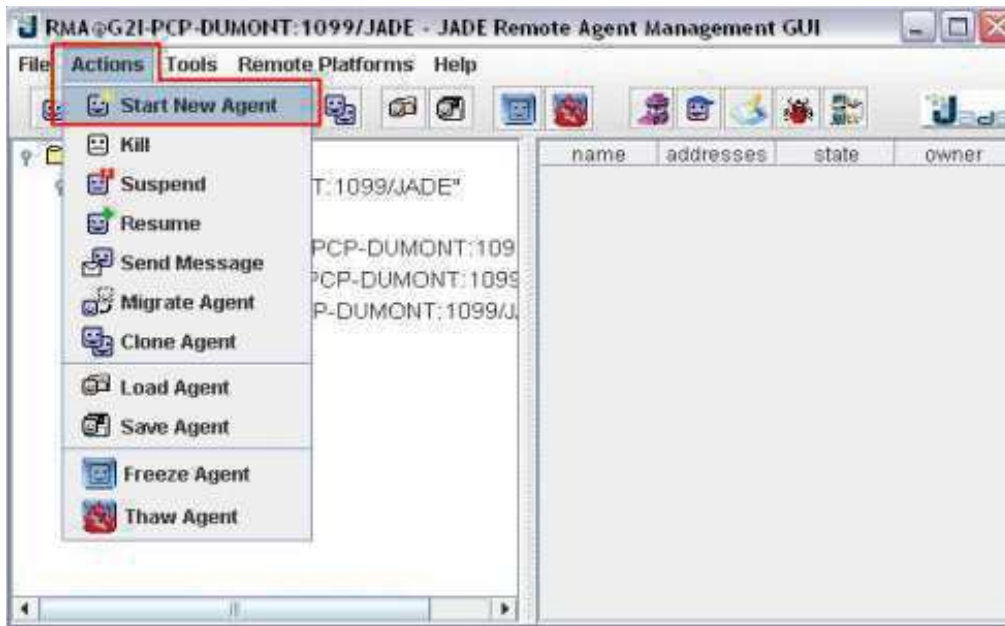 RMA@G2I-PCP-DUMONT:1099/JADE - JADE Remote Agent Management GUI
File Actions Tools Remote Platforms Help
Start New Agent
Jade
name addresses state owner
Kill
Suspend
T:1099/JADE"
Resume
PCP-DUMONT:109
Send Message
PCP-DUMONT:1099
Migrate Agent
P-DUMONT:1099/J
Clone Agent
Load Agent
Save Agent
Freeze Agent
Thaw Agent